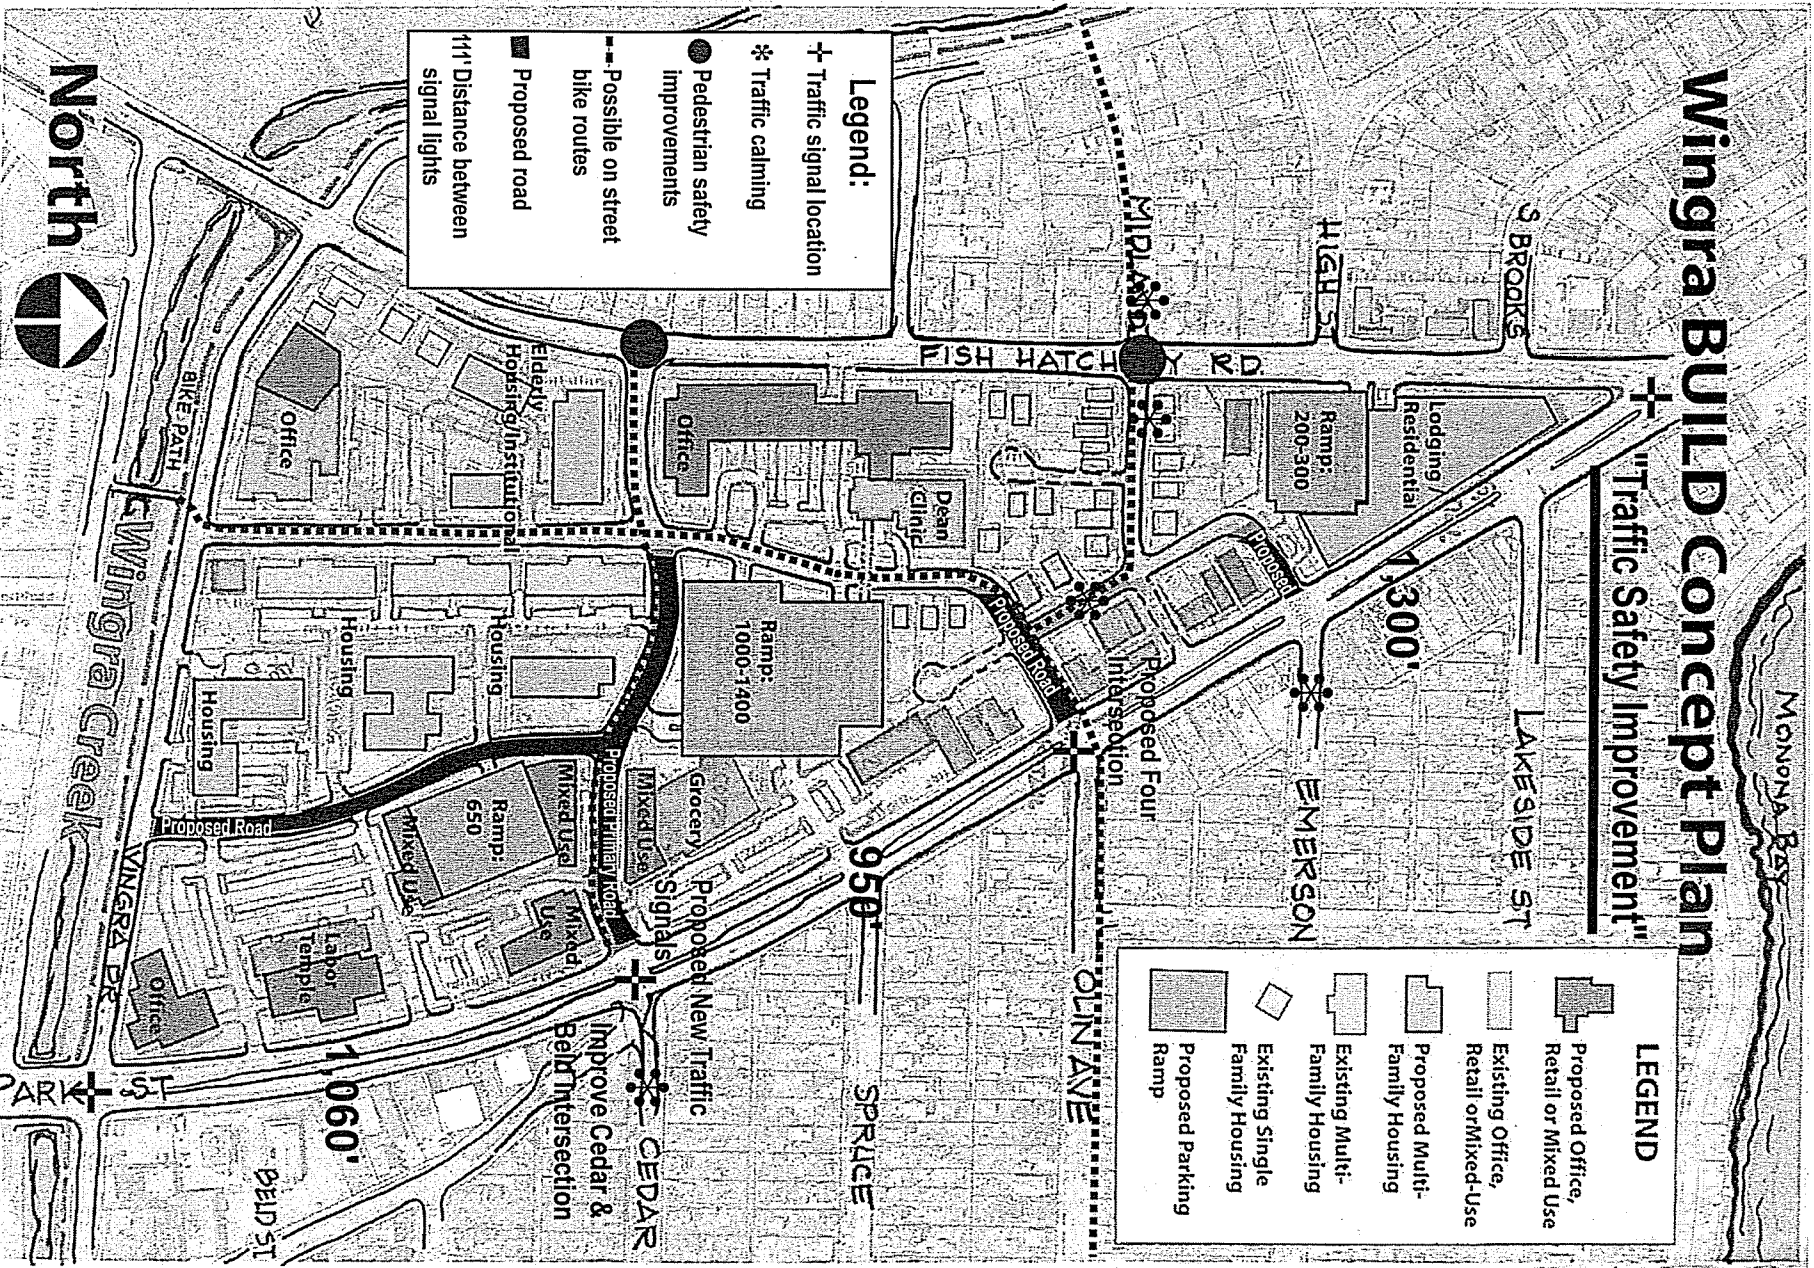 Wingra BUILD Concept Plan
"Traffic Safety Improvement"
MONONA BAY
S BROOKS
HIGH S
LAKESIDE ST
EMERSON
OLN AVE
SPRUCE
CEDAR
BELD ST
PARK ST
WINGRA DR
FISH HATCH Y RD.
1,300'
950'
1,060'
Legend:
Traffic signal location
Traffic calming
Pedestrian safety
improvements
Possible on street
bike routes
Proposed road
111' Distance between
signal lights
North
LEGEND
Proposed Office,
Retail or Mixed Use
Existing Office,
Retail orMixed-Use
Proposed Multi-
Family Housing
Existing Multi-
Family Housing
Existing Single
Family Housing
Proposed Parking
Ramp
Lodging/
Residential
Ramp:
200-300
Proposed
Proposed Four
Intersection
Proposed Road
Dean
Clinic
Office
Ramp:
1000-1400
Elderly
Housing/Institutional
Office
BIKE PATH
Wingra Creek
Housing
Housing
Housing
Grocery
Mixed Use
Proposed Primary Road
Mixed Use
Ramp:
650
Mixed Use
Proposed Road
Mixed
Use
Labor
Temple
Office
Proposed New Traffic
Signals
Improve Cedar &
Beld Intersection